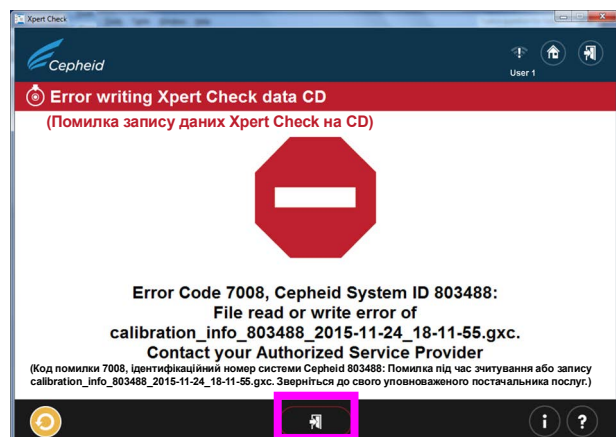 Xpert Check
Cepheid
User 1
Error writing Xpert Check data CD
(Помилка запису даних Xpert Check на CD)
Error Code 7008, Cepheid System ID 803488:
File read or write error of
calibration_info_803488_2015-11-24_18-11-55.gxc.
Contact your Authorized Service Provider
(Код помилки 7008, ідентифікаційний номер системи Cepheid 803488: Помилка під час зчитування або запису
calibration_info_803488_2015-11-24_18-11-55.gxc. Зверніться до свого уповноваженого постачальника послуг.)
i ?